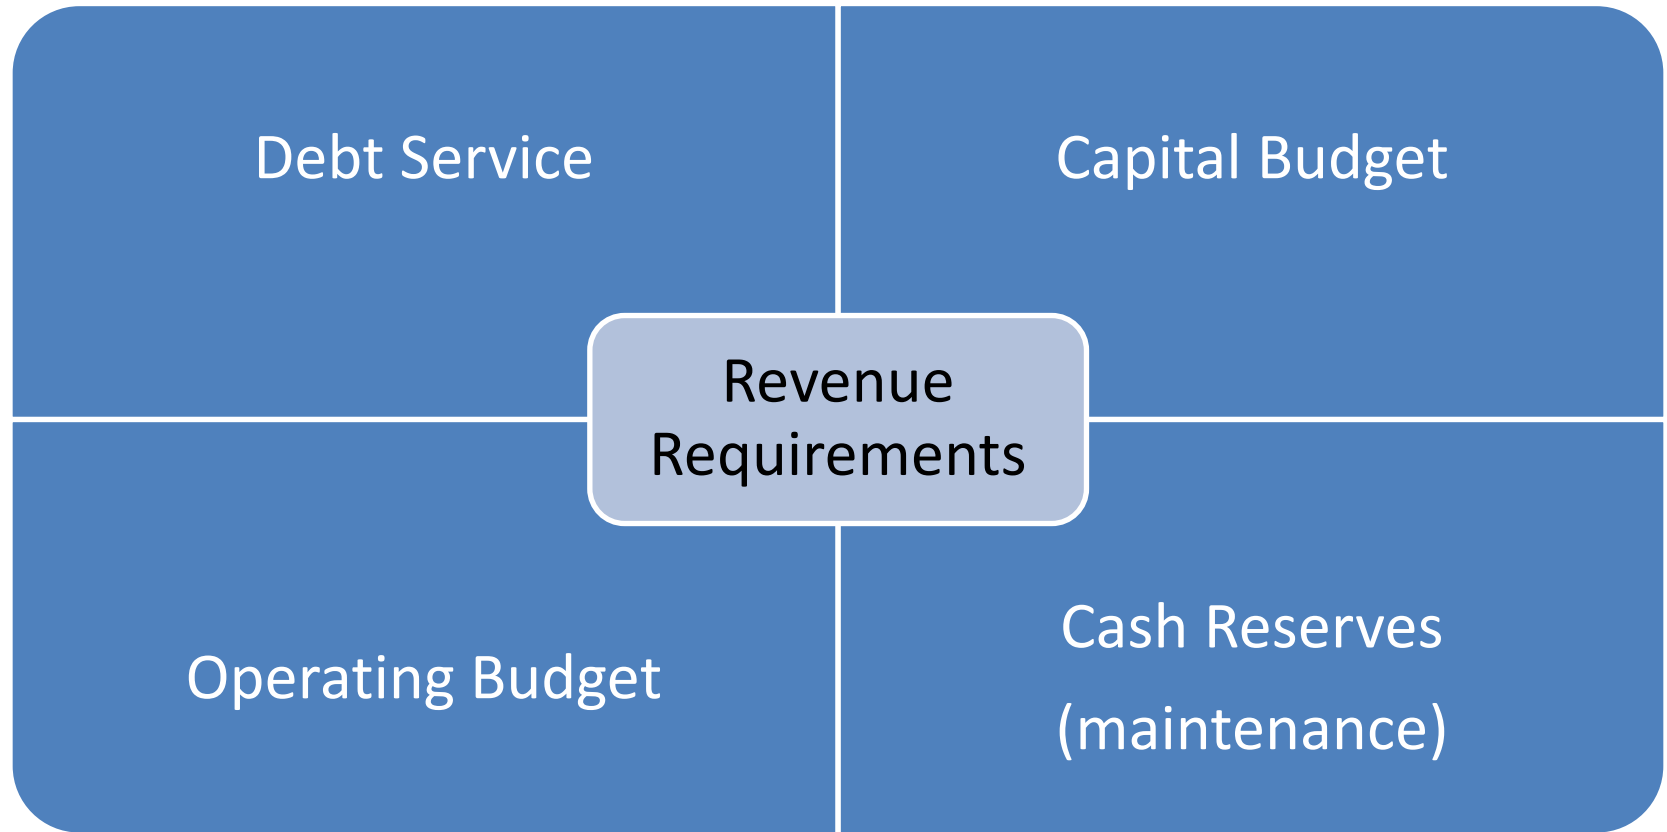 Debt Service
Capital Budget
Revenue
Requirements
Operating Budget
Cash Reserves
(maintenance)